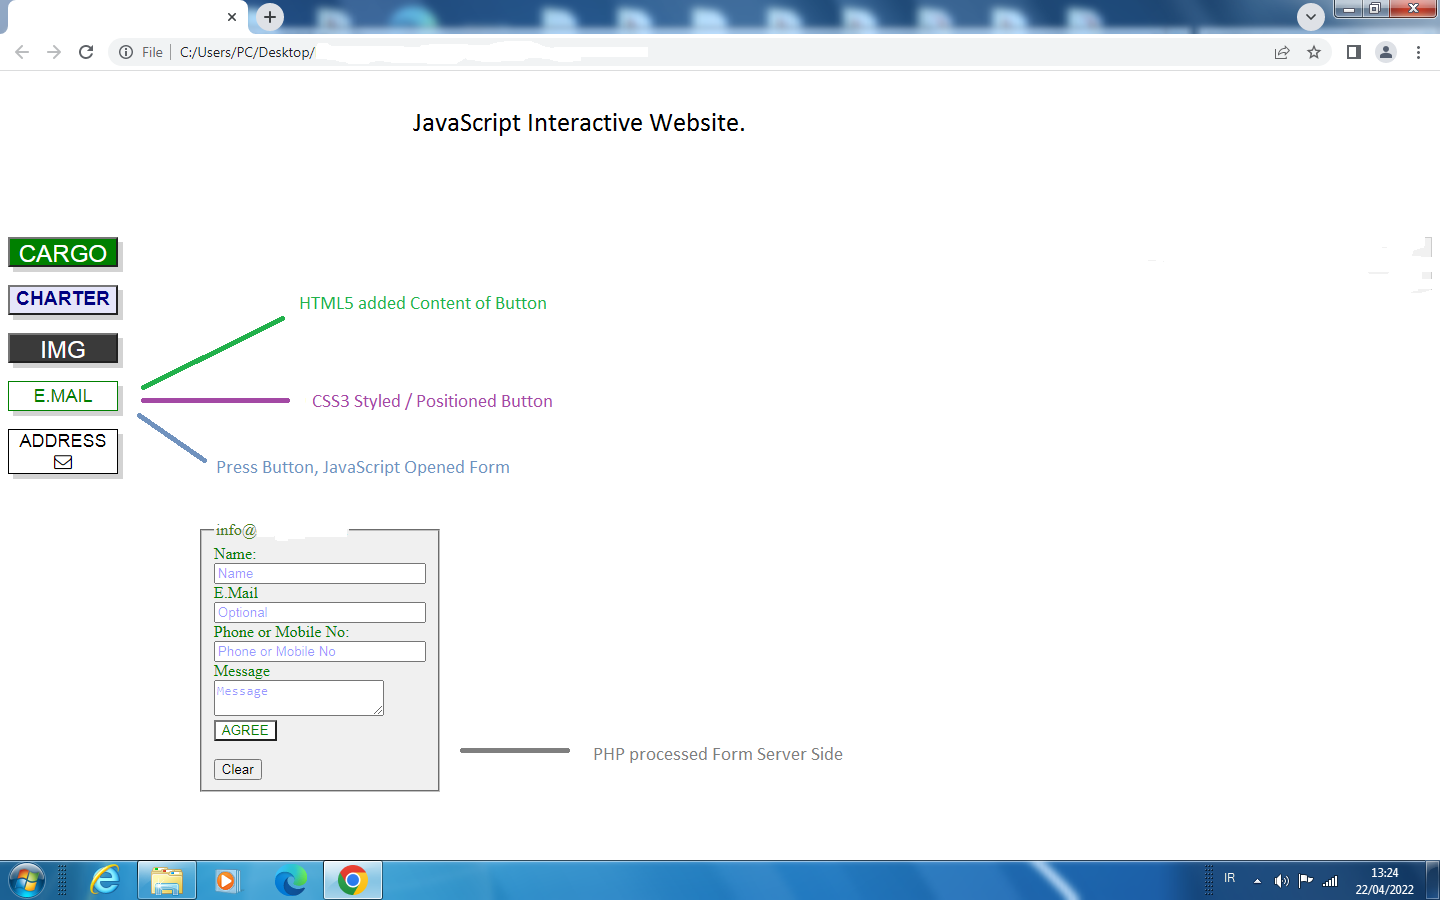 File
C:/Users/PC/Desktop/
JavaScript Interactive Website.
CARGO
CHARTER
IMG
E.MAIL
ADDRESS
HTML5 added Content of Button
CSS3 Styled / Positioned Button
Press Button, JavaScript Opened Form
info@
Name:
Name
E.Mail
Optional
Phone or Mobile No:
Phone or Mobile No
Message
Message
AGREE
Clear
PHP processed Form Server Side
IR
13:24
22/04/2022